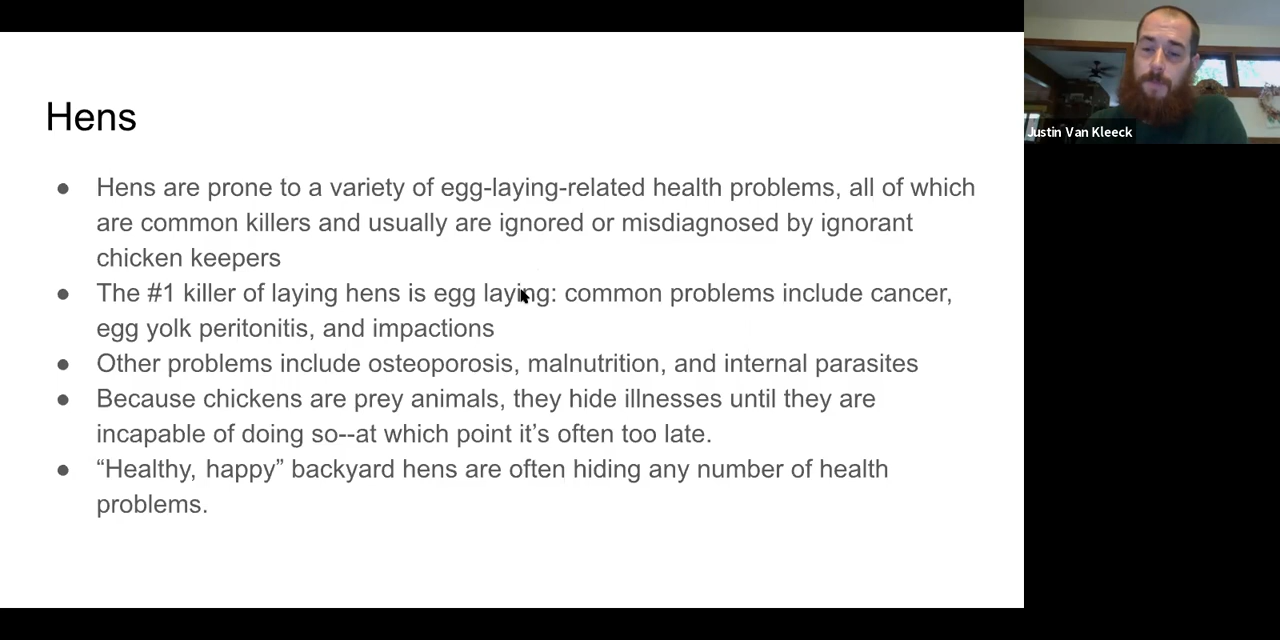 Hens
● Hens are prone to a variety of egg-laying-related health problems, all of which
are common killers and usually are ignored or misdiagnosed by ignorant
chicken keepers
● The #1 killer of laying hens is egg laying: common problems include cancer,
egg yolk peritonitis, and impactions
● Other problems include osteoporosis, malnutrition, and internal parasites
● Because chickens are prey animals, they hide illnesses until they are
incapable of doing so--at which point it’s often too late.
● “Healthy, happy” backyard hens are often hiding any number of health
problems.
Justin Van Kleeck